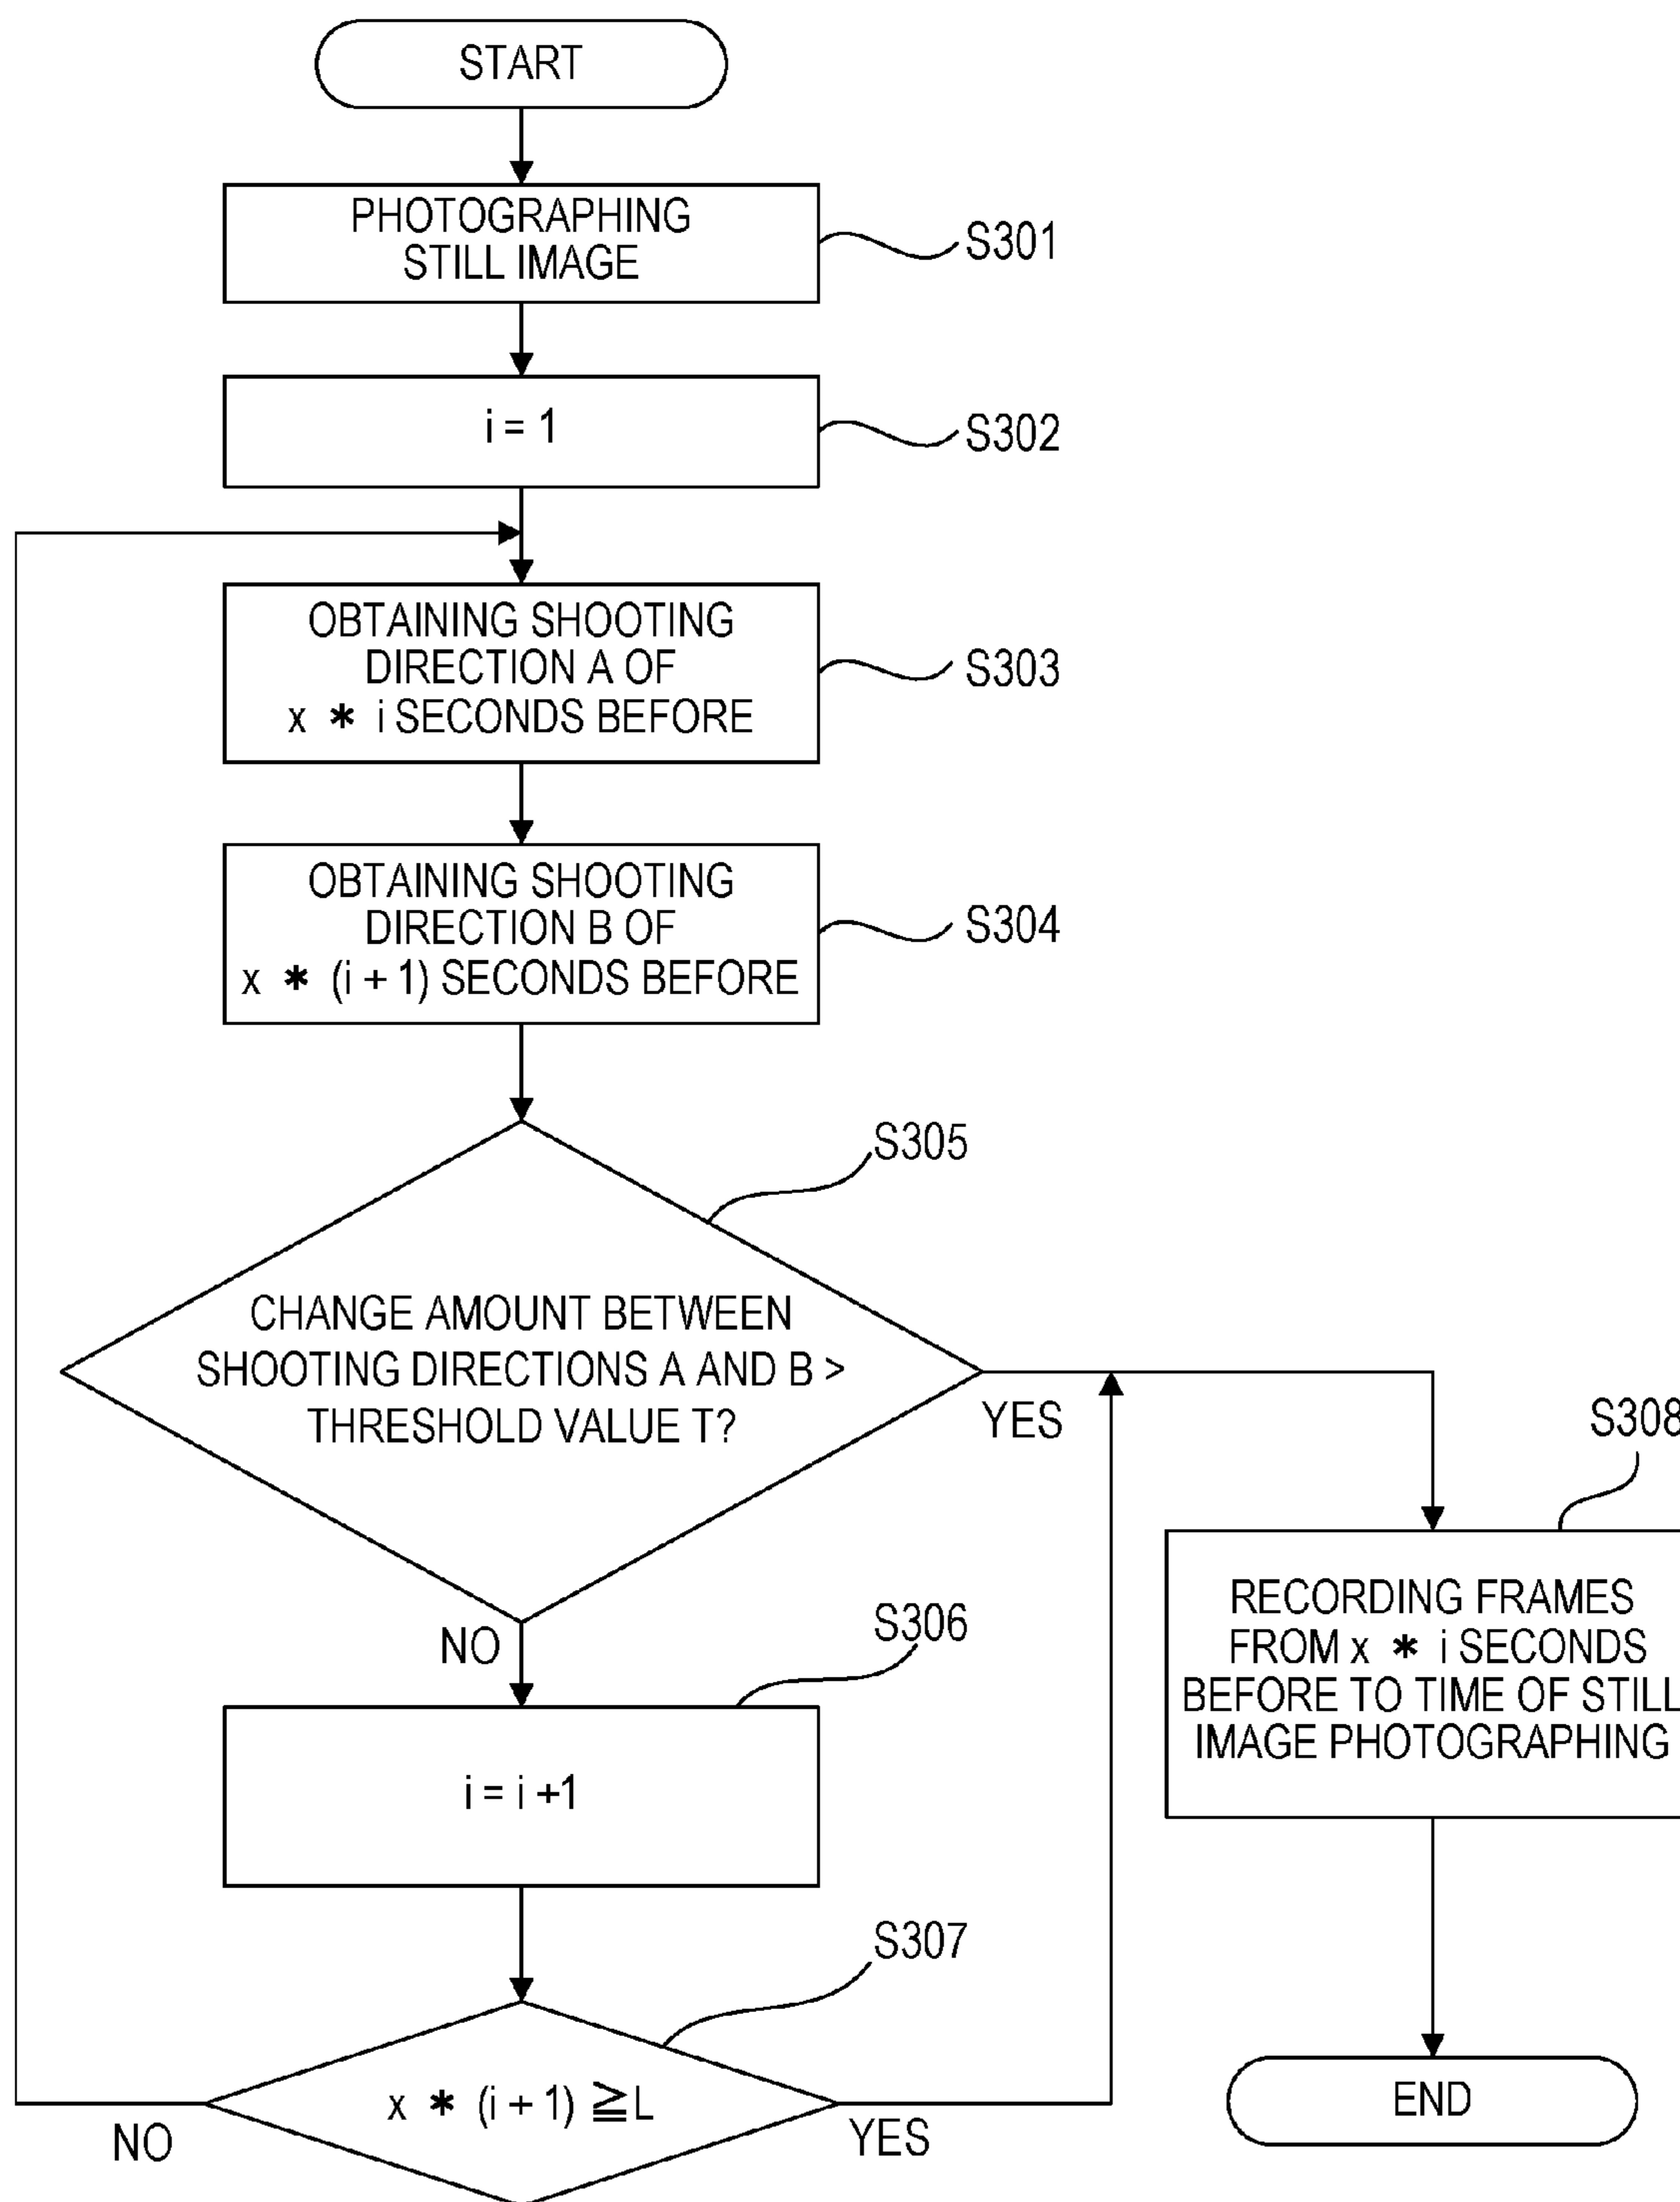 START
PHOTOGRAPHING
STILL IMAGE
S301
i = 1
S302
OBTAINING SHOOTING
DIRECTION A OF
x * i SECONDS BEFORE
S303
OBTAINING SHOOTING
DIRECTION B OF
x * (i + 1) SECONDS BEFORE
S304
S305
CHANGE AMOUNT BETWEEN
SHOOTING DIRECTIONS A AND B >
THRESHOLD VALUE T?
YES
NO
S306
i = i +1
S307
x * (i + 1) ≧ L
NO
YES
S308
RECORDING FRAMES
FROM x * i SECONDS
BEFORE TO TIME OF STILL
IMAGE PHOTOGRAPHING
END